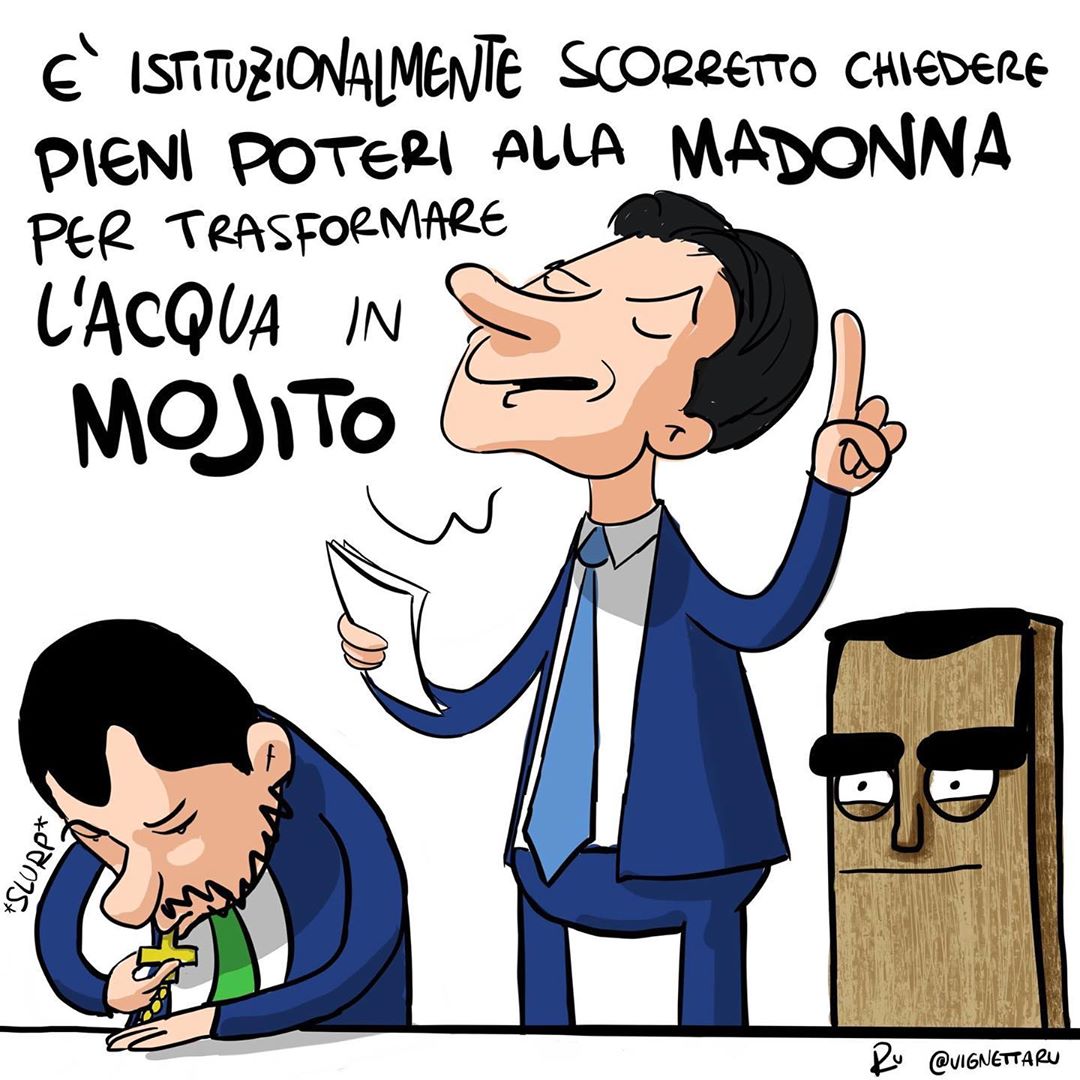 È ISTITUZIONALMENTE SCORRETTO CHIEDERE
PIENI POTERI ALLA MADONNA
PER TRASFORMARE
L'ACQUA IN
MOJITO
*SLURP*
Ru @VIGNETTARU